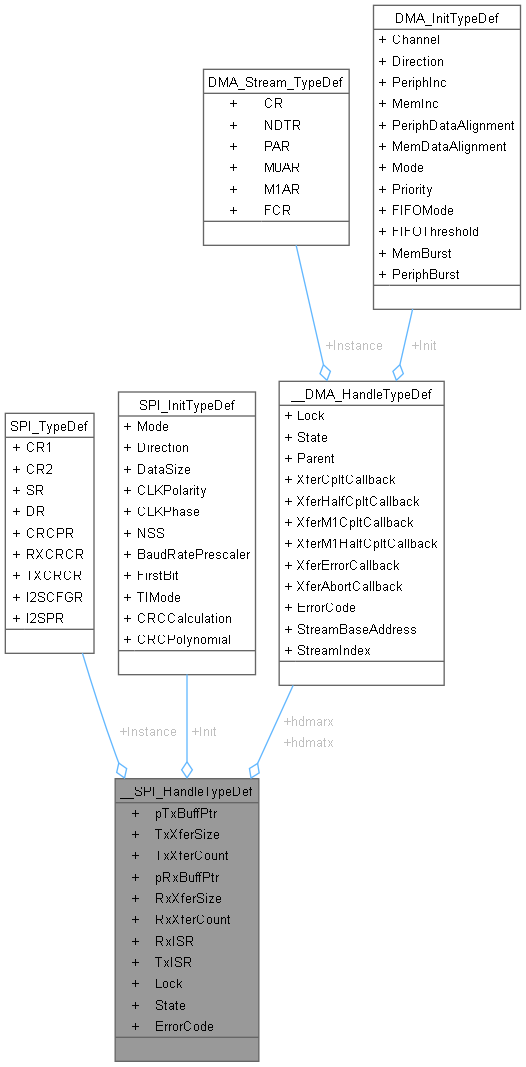 DMA_InitTypeDef
+ Channel
+ Direction
+ PeriphInc
+ MemInc
+ PeriphDataAlignment
+ MemDataAlignment
+ Mode
+ Priority
+ FIFOMode
+ FIFOThreshold
+ MemBurst
+ PeriphBurst
DMA_Stream_TypeDef
+ CR
+ NDTR
+ PAR
+ M0AR
+ M1AR
+ FCR
+Instance
+Init
__DMA_HandleTypeDef
+ Lock
+ State
+ Parent
+ XferCpltCallback
+ XferHalfCpltCallback
+ XferM1CpltCallback
+ XferM1HalfCpltCallback
+ XferErrorCallback
+ XferAbortCallback
+ ErrorCode
+ StreamBaseAddress
+ StreamIndex
SPI_InitTypeDef
+ Mode
+ Direction
+ DataSize
+ CLKPolarity
+ CLKPhase
+ NSS
+ BaudRatePrescaler
+ FirstBit
+ TIMode
+ CRCCalculation
+ CRCPolynomial
SPI_TypeDef
+ CR1
+ CR2
+ SR
+ DR
+ CRCPR
+ RXCRCR
+ TXCRCR
+ I2SCFGR
+ I2SPR
+Instance
+Init
+hdmarx
+hdmatx
__SPI_HandleTypeDef
+ pTxBuffPtr
+ TxXferSize
+ TxXferCount
+ pRxBuffPtr
+ RxXferSize
+ RxXferCount
+ RxISR
+ TxISR
+ Lock
+ State
+ ErrorCode